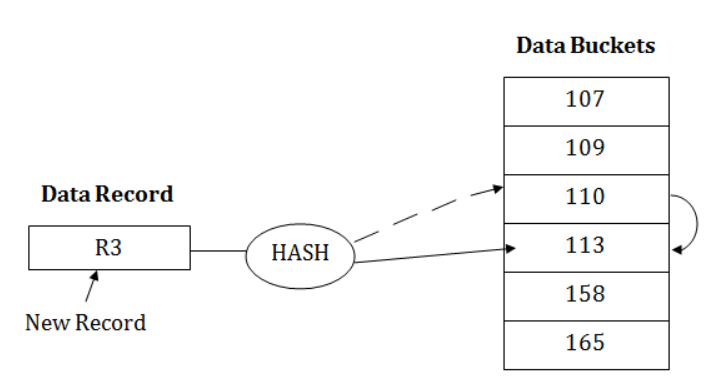 Data Buckets
107
109
110
113
158
165
Data Record
R3
HASH
New Record